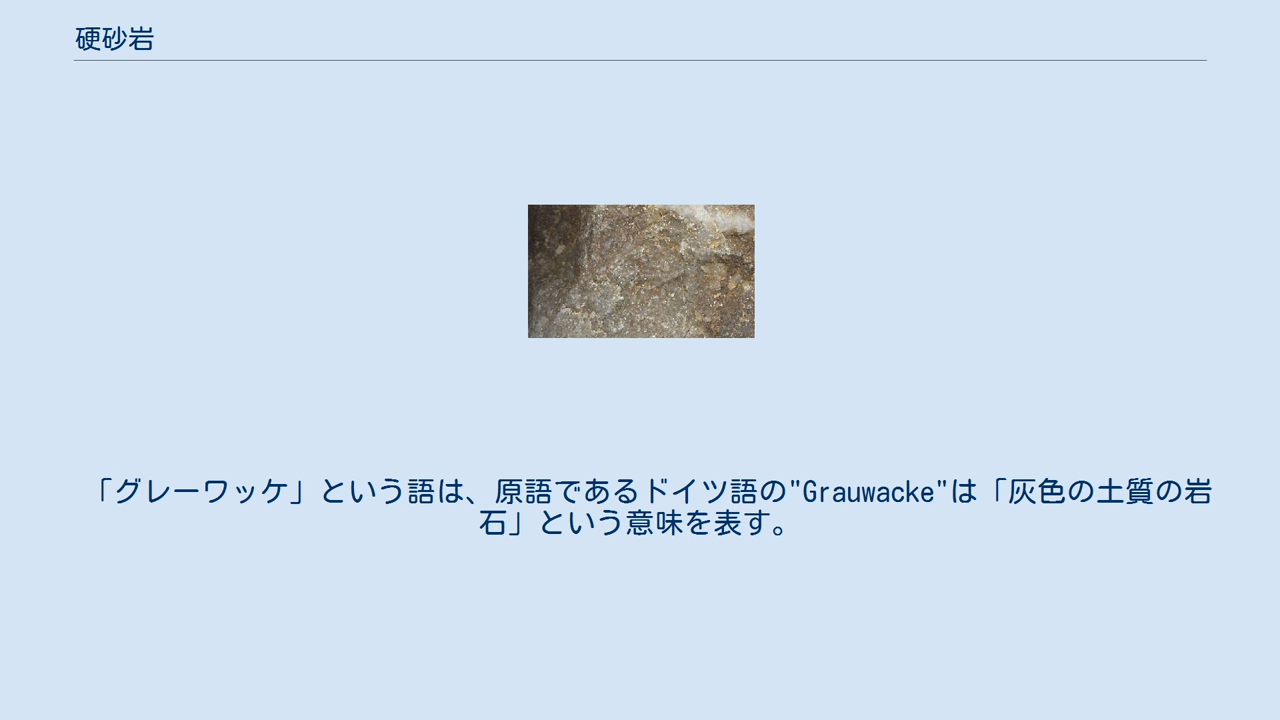 硬砂岩
「グレーワッケ」という語は、原語であるドイツ語の"Grauwacke"は「灰色の土質の岩
石」という意味を表す。